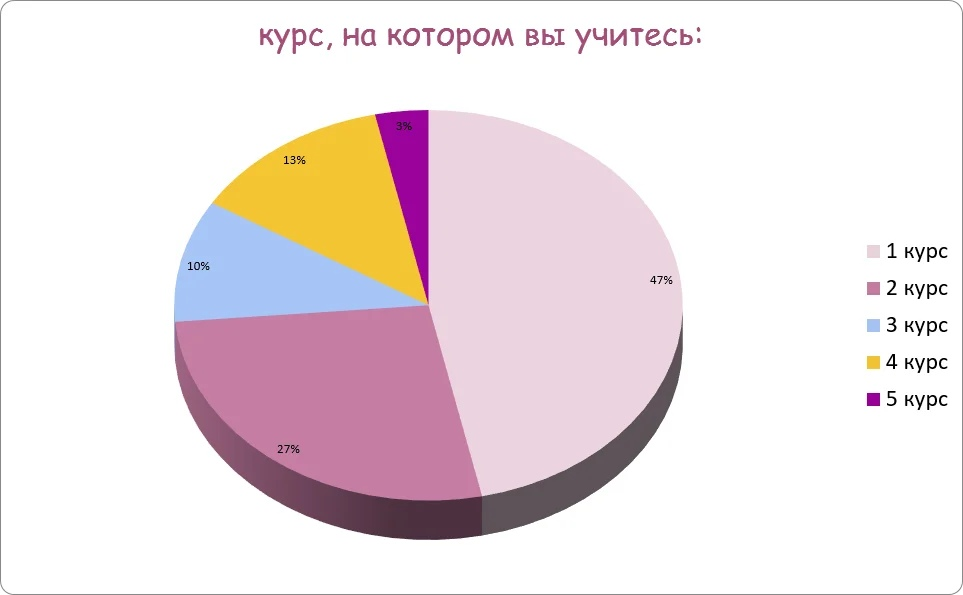 курс, на котором вы учитесь:
3%
13%
10%
47%
27%
1 курс
2 курс
3 курс
4 курс
5 курс